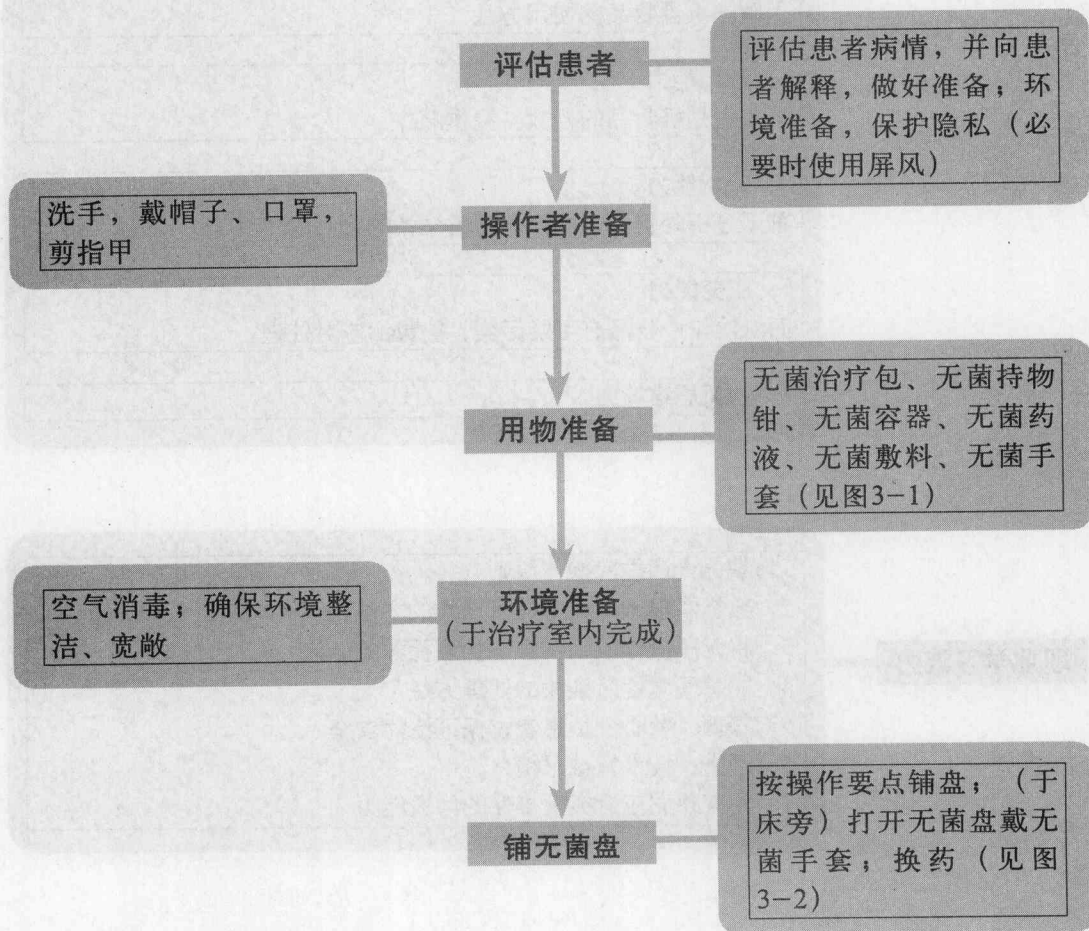 评估患者
评估患者病情，并向患
者解释，做好准备；环
境准备，保护隐私（必
要时使用屏风）
洗手，戴帽子、口罩，
剪指甲
操作者准备
用物准备
无菌治疗包、无菌持物
钳、无菌容器、无菌药
液、无菌敷料、无菌手
套（见图3-1）
空气消毒；确保环境整
洁、宽敞
环境准备
（于治疗室内完成）
铺无菌盘
按操作要点铺盘；（于
床旁）打开无菌盘戴无
菌手套；换药（见图
3-2）